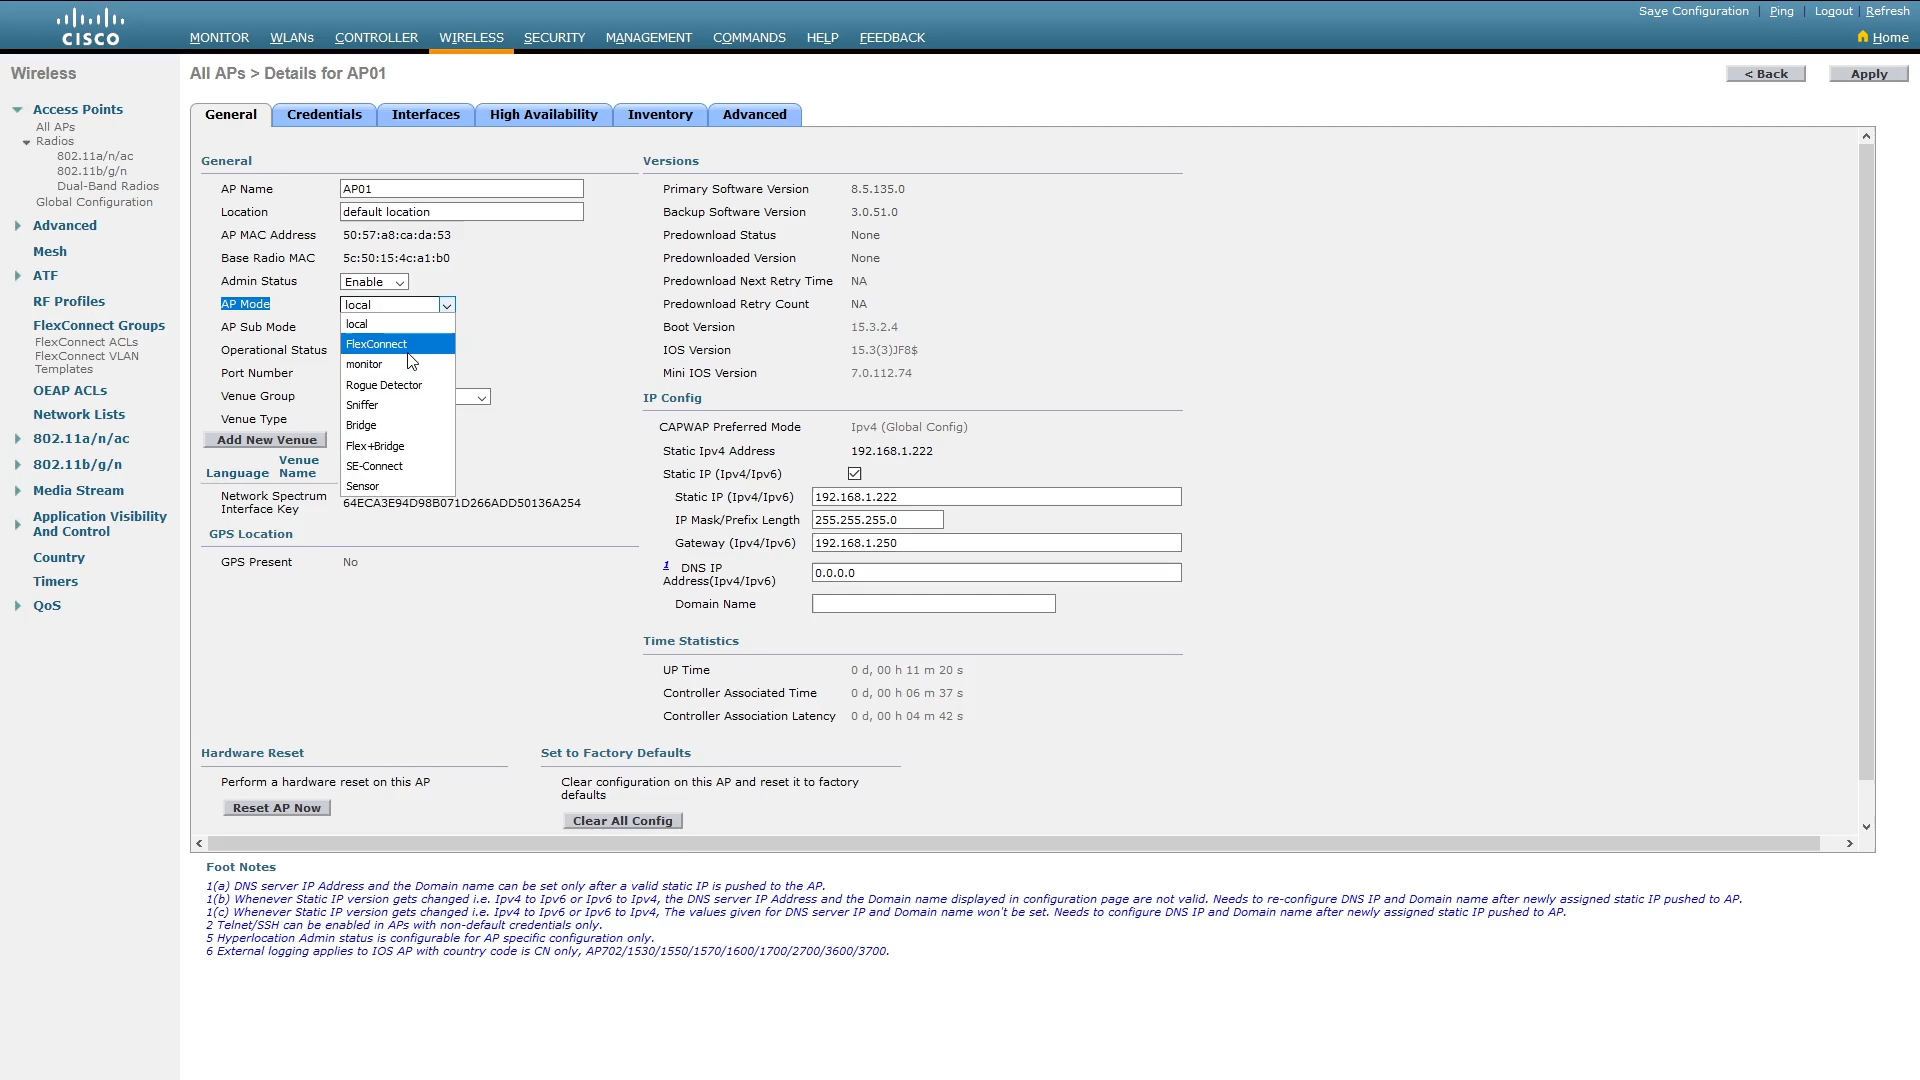 Save Configuration | Ping | Logout | Refresh
CISCO
MONITOR WLANs CONTROLLER WIRELESS SECURITY MANAGEMENT COMMANDS HELP FEEDBACK
Home
Wireless
Access Points
All APs
Radios
802.11a/n/ac
802.11b/g/n
Dual-Band Radios
Global Configuration
Advanced
Mesh
ATF
RF Profiles
FlexConnect Groups
FlexConnect ACLs
FlexConnect VLAN
Templates
OEAP ACLs
Network Lists
802.11a/n/ac
802.11b/g/n
Media Stream
Application Visibility
And Control
Country
Timers
QoS
All APs > Details for AP01
< Back
Apply
General Credentials Interfaces High Availability Inventory Advanced
General
AP Name AP01
Location default location
AP MAC Address 50:57:a8:ca:da:53
Base Radio MAC 5c:50:15:4c:a1:b0
Admin Status Enable
AP Mode local
AP Sub Mode
Operational Status
Port Number
Venue Group
Venue Type
local
FlexConnect
monitor
Rogue Detector
Sniffer
Bridge
Flex+Bridge
SE-Connect
Sensor
Add New Venue
Language Venue
Name
Network Spectrum
Interface Key 64ECA3E94D98B071D266ADD50136A254
GPS Location
GPS Present No
Versions
Primary Software Version 8.5.135.0
Backup Software Version 3.0.51.0
Predownload Status None
Predownloaded Version None
Predownload Next Retry Time NA
Predownload Retry Count NA
Boot Version 15.3.2.4
IOS Version 15.3(3)JF8$
Mini IOS Version 7.0.112.74
IP Config
CAPWAP Preferred Mode Ipv4 (Global Config)
Static Ipv4 Address 192.168.1.222
Static IP (Ipv4/Ipv6)
Static IP (Ipv4/Ipv6) 192.168.1.222
IP Mask/Prefix Length 255.255.255.0
Gateway (Ipv4/Ipv6) 192.168.1.250
1 DNS IP
Address(Ipv4/Ipv6) 0.0.0.0
Domain Name
Time Statistics
UP Time 0 d, 00 h 11 m 20 s
Controller Associated Time 0 d, 00 h 06 m 37 s
Controller Association Latency 0 d, 00 h 04 m 42 s
Hardware Reset
Perform a hardware reset on this AP
Reset AP Now
Set to Factory Defaults
Clear configuration on this AP and reset it to factory
defaults
Clear All Config
Foot Notes
1(a) DNS server IP Address and the Domain name can be set only after a valid static IP is pushed to the AP.
1(b) Whenever Static IP version gets changed i.e. Ipv4 to Ipv6 or Ipv6 to Ipv4, the DNS server IP Address and the Domain name displayed in configuration page are not valid. Needs to re-configure DNS IP and Domain name after newly assigned static IP pushed to AP.
1(c) Whenever Static IP version gets changed i.e. Ipv4 to Ipv6 or Ipv6 to Ipv4, The values given for DNS server IP and Domain name won't be set. Needs to configure DNS IP and Domain name after newly assigned static IP pushed to AP.
2 Telnet/SSH can be enabled in APs with non-default credentials only.
5 Hyperlocation Admin status is configurable for AP specific configuration only.
6 External logging applies to IOS AP with country code is CN only, AP702/1530/1550/1570/1600/1700/2700/3600/3700.